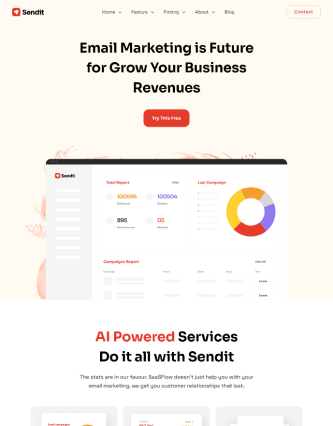 Sendit
Home Feature Pricing About Blog
Contact
Email Marketing is Future
for Grow Your Business
Revenues
Try This Free
Sendit
Total Report
Last Campaign
100595
100504
895
05
Campaigns Report
View All
AI Powered Services
Do it all with Sendit
The stats are in our favour. SaaSFlow doesn't just help you with your
email marketing, we get you customer relationships that last.